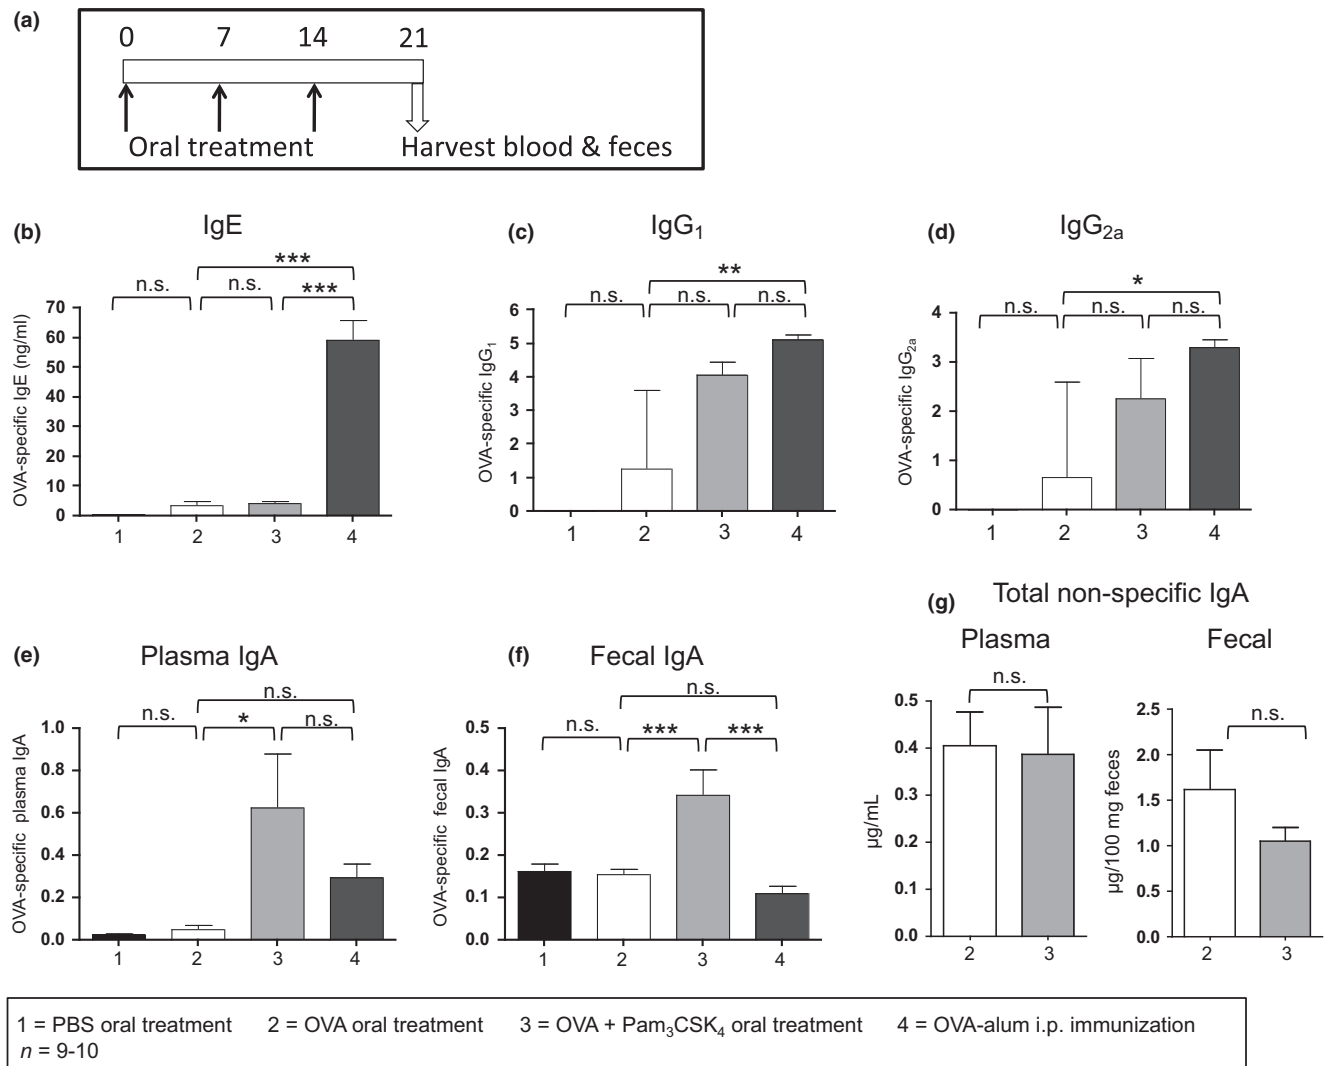 (a)
0 7 14 21
Oral treatment Harvest blood & feces
(b) IgE
***
n.s. n.s. ***
OVA-specific IgE (ng/ml)
70
60
50
40
30
20
10
0
1 2 3 4
(c) IgG1
**
n.s. n.s. n.s.
OVA-specific IgG1
6
5
4
3
2
1
0
1 2 3 4
(d) IgG2a
*
n.s. n.s. n.s.
OVA-specific IgG2a
4
3
2
1
0
1 2 3 4
(e) Plasma IgA
n.s.
n.s. * n.s.
OVA-specific plasma IgA
1.0
0.8
0.6
0.4
0.2
0.0
1 2 3 4
(f) Fecal IgA
n.s.
n.s. *** ***
OVA-specific fecal IgA
0.5
0.4
0.3
0.2
0.1
0.0
1 2 3 4
(g) Total non-specific IgA
Plasma
n.s.
µg/mL
0.5
0.4
0.3
0.2
0.1
0.0
2 3
Fecal
n.s.
µg/100 mg feces
2.5
2.0
1.5
1.0
0.5
0.0
2 3
1 = PBS oral treatment 2 = OVA oral treatment 3 = OVA + Pam3CSK4 oral treatment 4 = OVA-alum i.p. immunization
n = 9-10